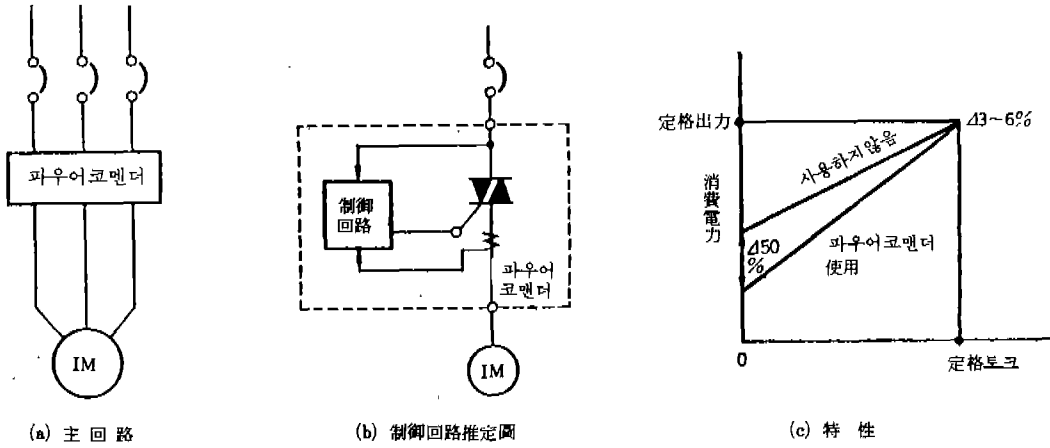 파우어코멘더
IM
(a) 主回路
制御
回路
파우어
코맨더
IM
(b) 制御回路推定圖
定格出力
Δ3~6%
사용하지않음
消費電力
Δ50
%
파우어코맨더
使用
0
定格토크
(c) 特性